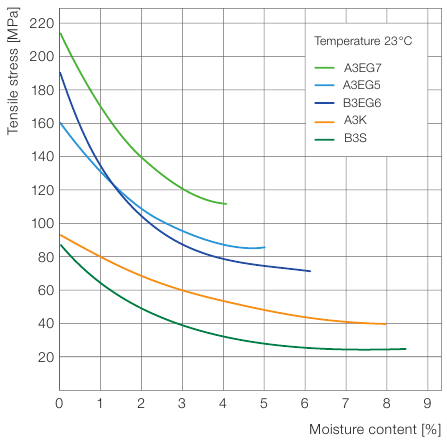 Tensile stress [MPa]
220
200
180
160
140
120
100
80
60
40
20
Temperature 23°C
A3EG7
A3EG5
B3EG6
A3K
B3S
0 1 2 3 4 5 6 7 8 9
Moisture content [%]